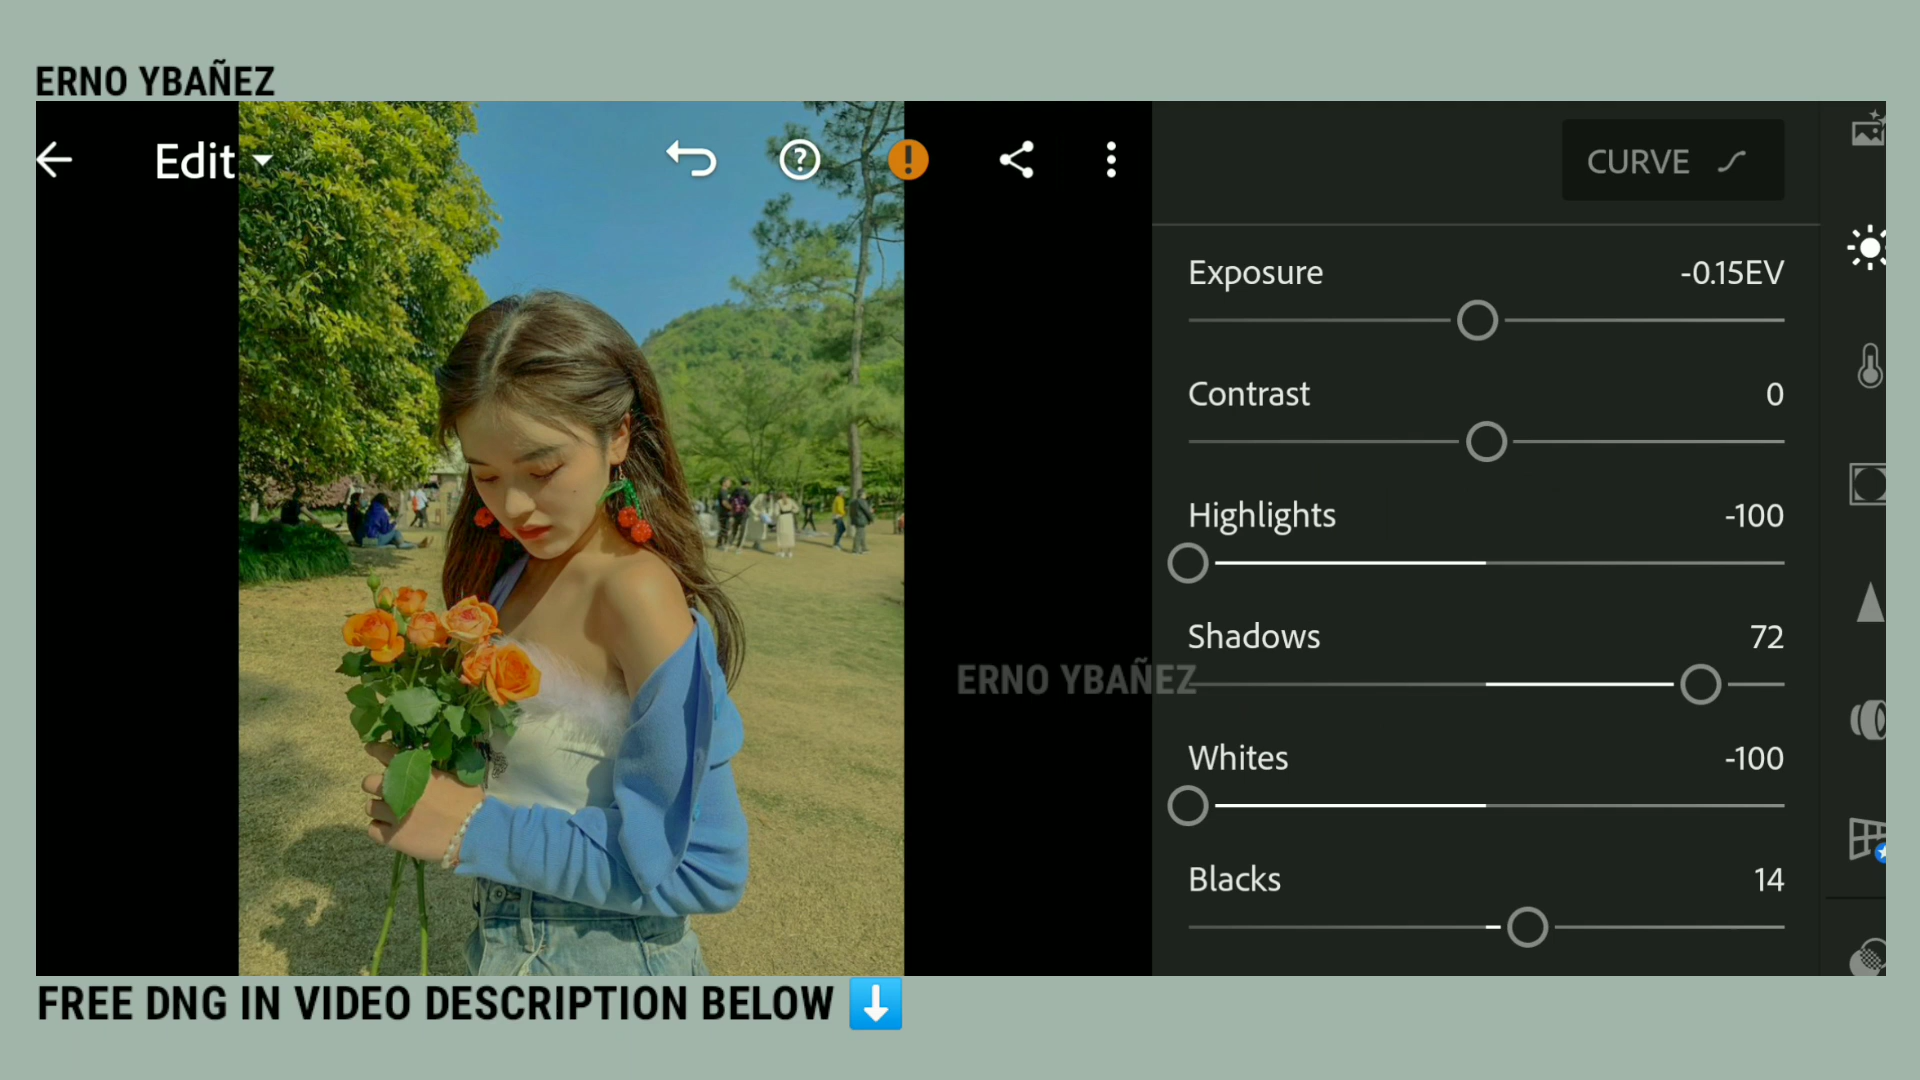 ERNO YBAÑEZ
Edit
CURVE
Exposure -0.15EV
Contrast 0
Highlights -100
Shadows 72
ERNO YBAÑEZ
Whites -100
Blacks 14
FREE DNG IN VIDEO DESCRIPTION BELOW ⬇️